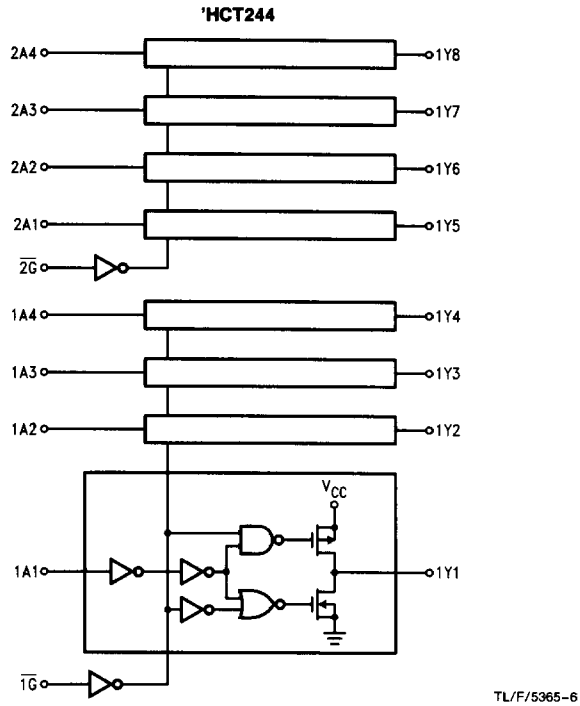 'HCT244
2A4 1Y8
2A3 1Y7
2A2 1Y6
2A1 1Y5
2G̅
1A4 1Y4
1A3 1Y3
1A2 1Y2
VCC
1A1 1Y1
1G̅
TL/F/5365-6